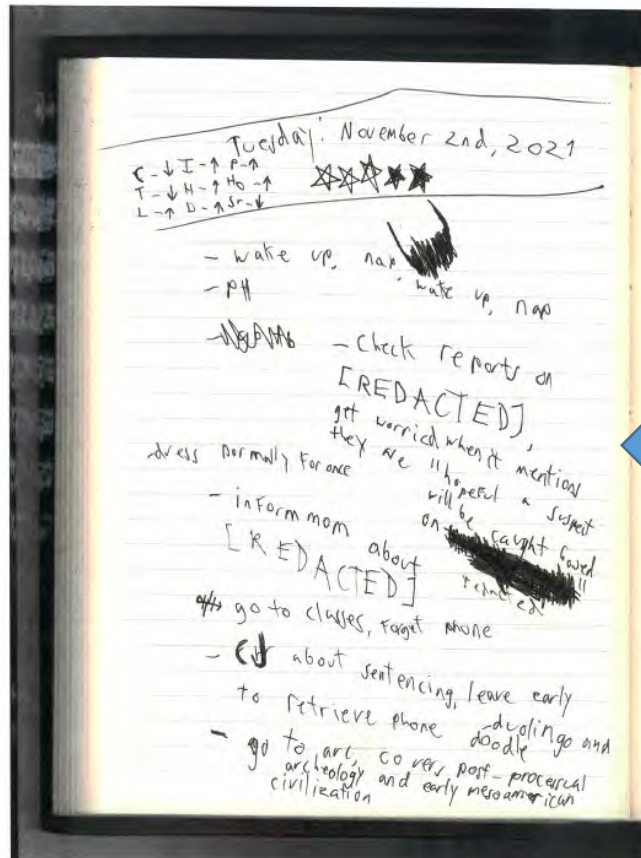 Tuesday: November 2nd, 2021
C-↓ I-↑ P-↑
T-↓ H-↑ Ho-↑
L-↑ D-↑ Sr-↓
- wake up, nap, wake up, nap
- PH
- Check reports on
[REDACTED],
get worried when it mentions
they are "hopeful a suspect
will be caught based
on
redacted"
dress normally for once
- inform mom about
[REDACTED]
go to classes, forget phone
- CJ about sentencing, leave early
to retrieve phone
- duolingo and
doodle
- go to arc, covers post-processual
archeology and early mesoamerican
civilization